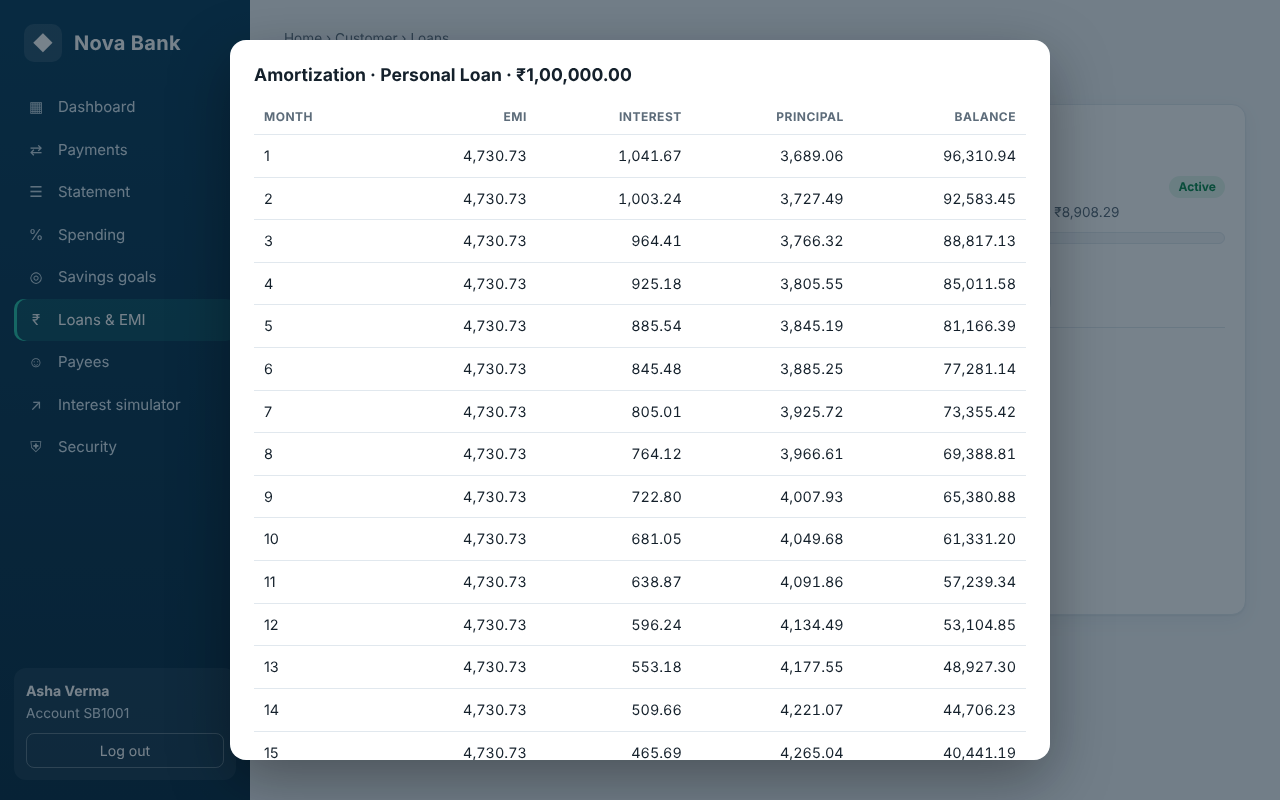 Nova Bank
Dashboard
Payments
Statement
Spending
Savings goals
₹ Loans & EMI
Payees
Interest simulator
Security
Asha Verma
Account SB1001
Log out
Home › Customer › Loans
Amortization · Personal Loan · ₹1,00,000.00
MONTH EMI INTEREST PRINCIPAL BALANCE
1 4,730.73 1,041.67 3,689.06 96,310.94
2 4,730.73 1,003.24 3,727.49 92,583.45
3 4,730.73 964.41 3,766.32 88,817.13
4 4,730.73 925.18 3,805.55 85,011.58
5 4,730.73 885.54 3,845.19 81,166.39
6 4,730.73 845.48 3,885.25 77,281.14
7 4,730.73 805.01 3,925.72 73,355.42
8 4,730.73 764.12 3,966.61 69,388.81
9 4,730.73 722.80 4,007.93 65,380.88
10 4,730.73 681.05 4,049.68 61,331.20
11 4,730.73 638.87 4,091.86 57,239.34
12 4,730.73 596.24 4,134.49 53,104.85
13 4,730.73 553.18 4,177.55 48,927.30
14 4,730.73 509.66 4,221.07 44,706.23
15 4,730.73 465.69 4,265.04 40,441.19
Active
₹8,908.29